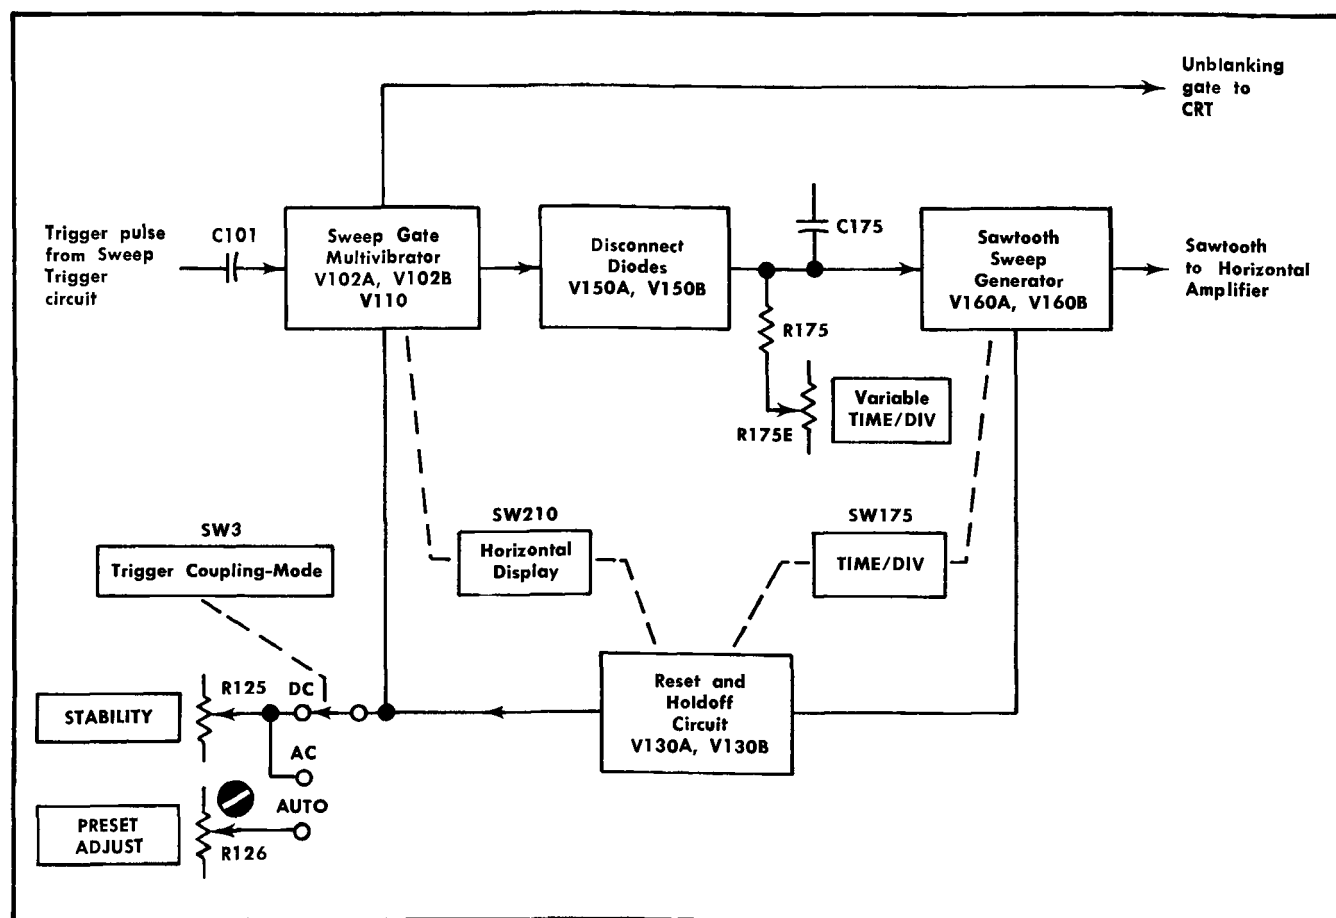 Unblanking
gate to
CRT
Trigger pulse
from Sweep
Trigger
circuit
C101
Sweep Gate
Multivibrator
V102A, V102B
V110
Disconnect
Diodes
V150A, V150B
C175
Sawtooth
Sweep
Generator
V160A, V160B
Sawtooth
to Horizontal
Amplifier
R175
R175E
Variable
TIME/DIV
SW3
Trigger Coupling-Mode
SW210
Horizontal
Display
SW175
TIME/DIV
STABILITY
R125
DC
AC
AUTO
PRESET
ADJUST
R126
Reset and
Holdoff
Circuit
V130A, V130B